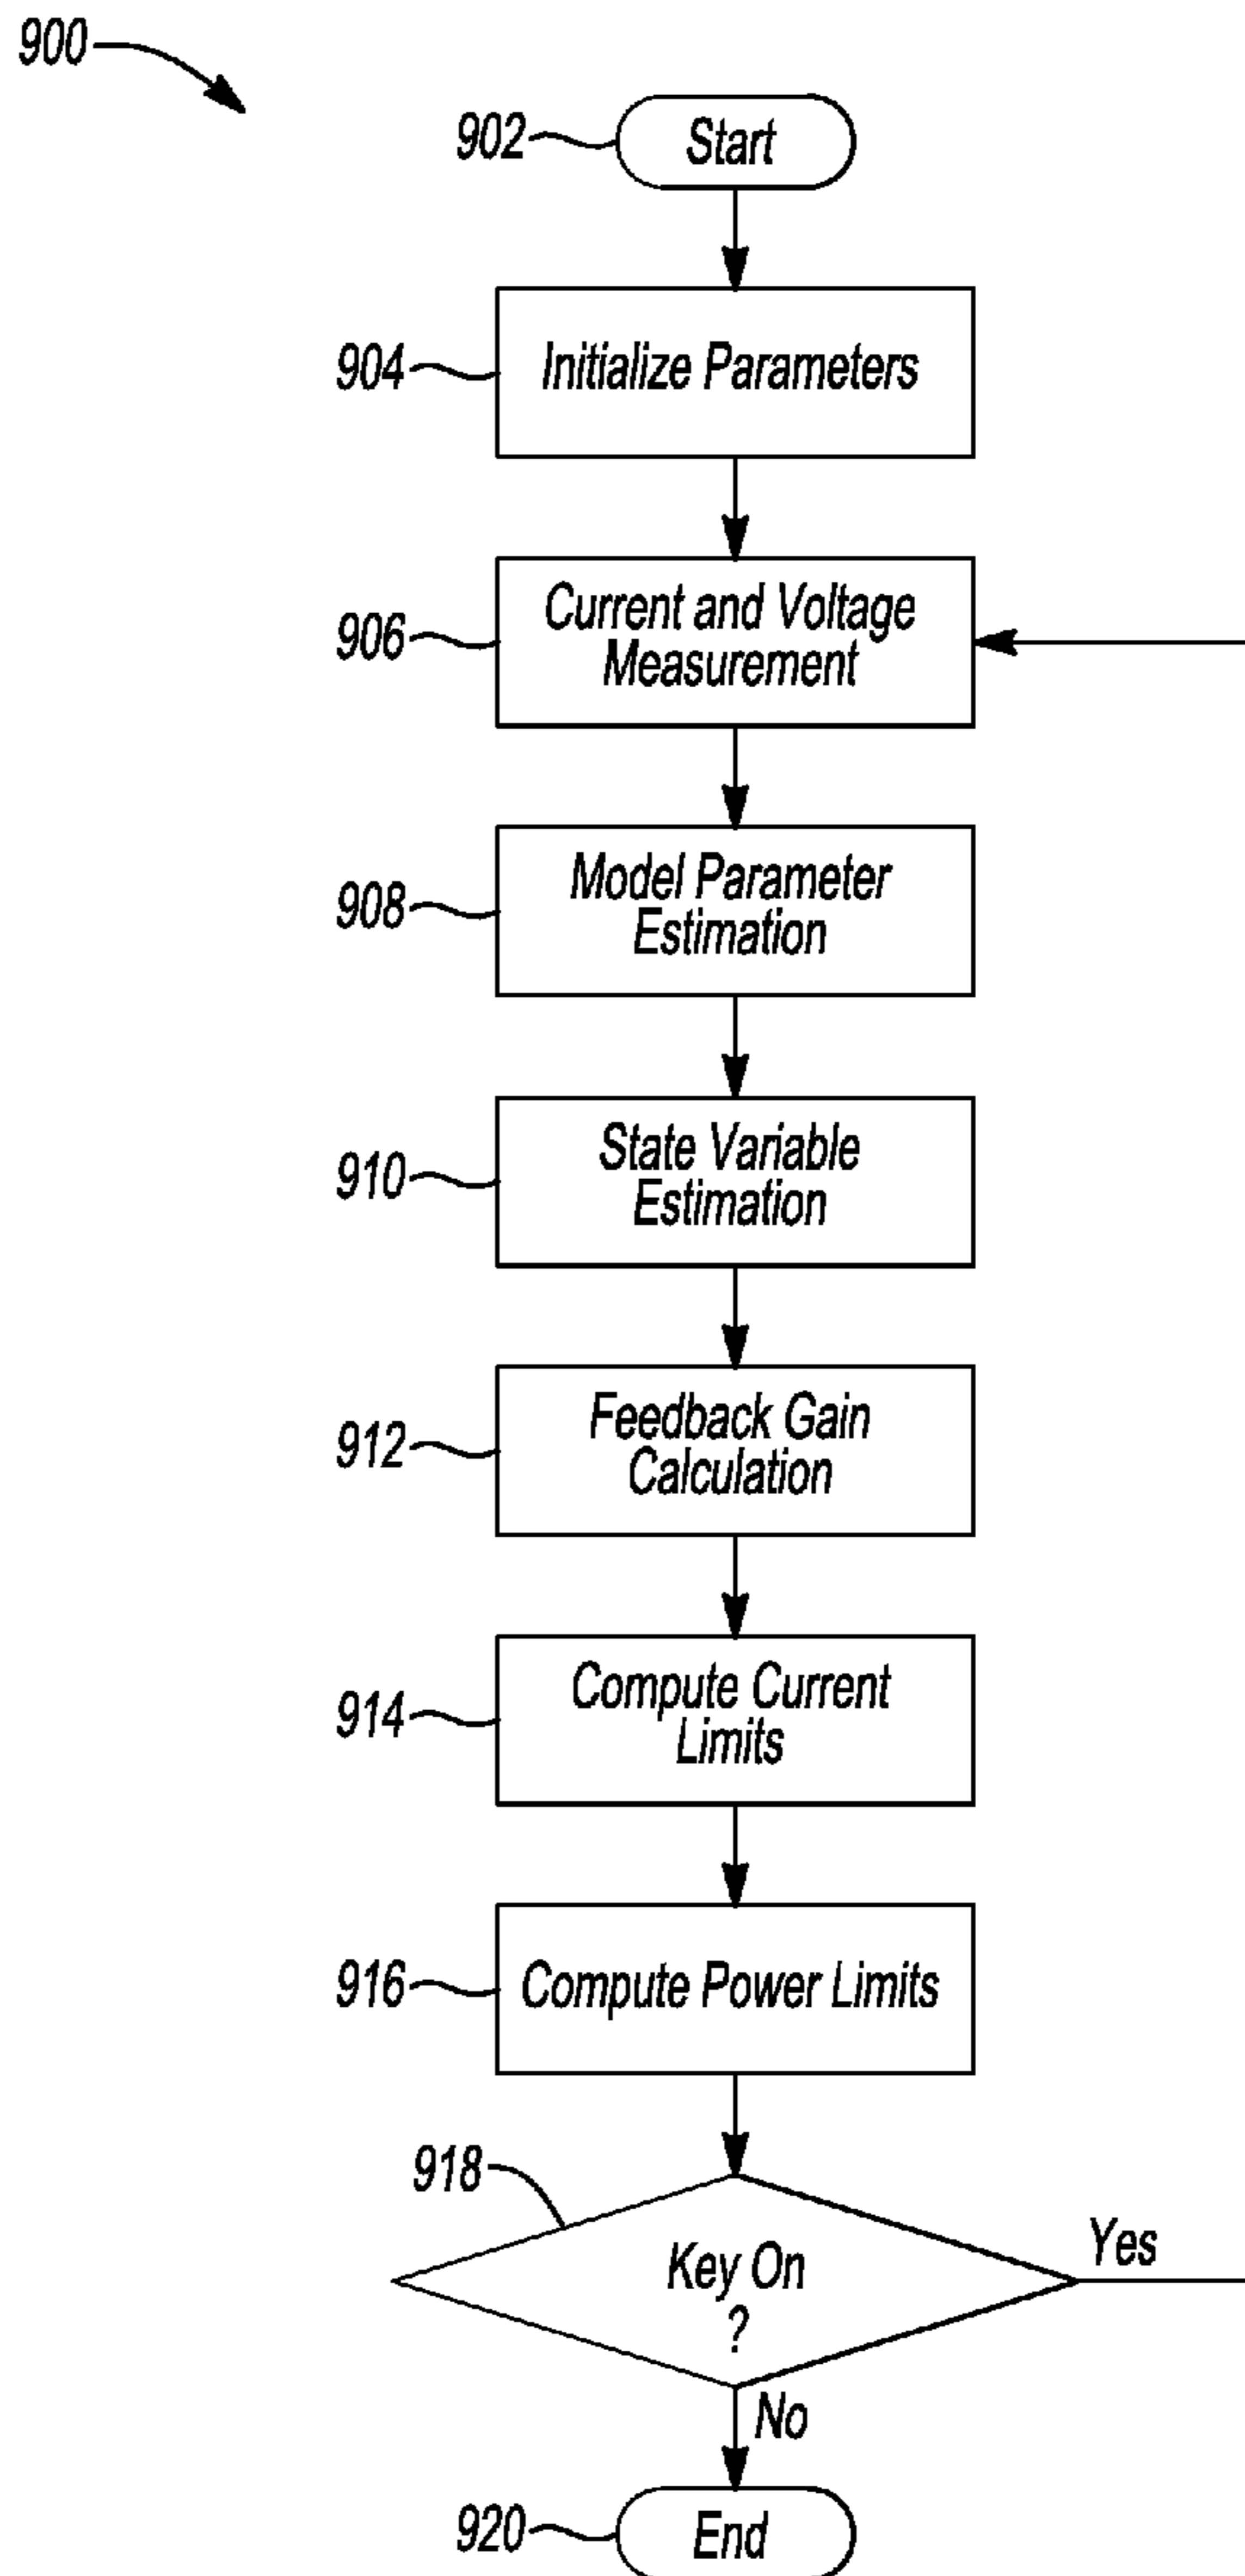 900
902
Start
904
Initialize Parameters
906
Current and Voltage
Measurement
908
Model Parameter
Estimation
910
State Variable
Estimation
912
Feedback Gain
Calculation
914
Compute Current
Limits
916
Compute Power Limits
918
Key On
?
Yes
No
920
End